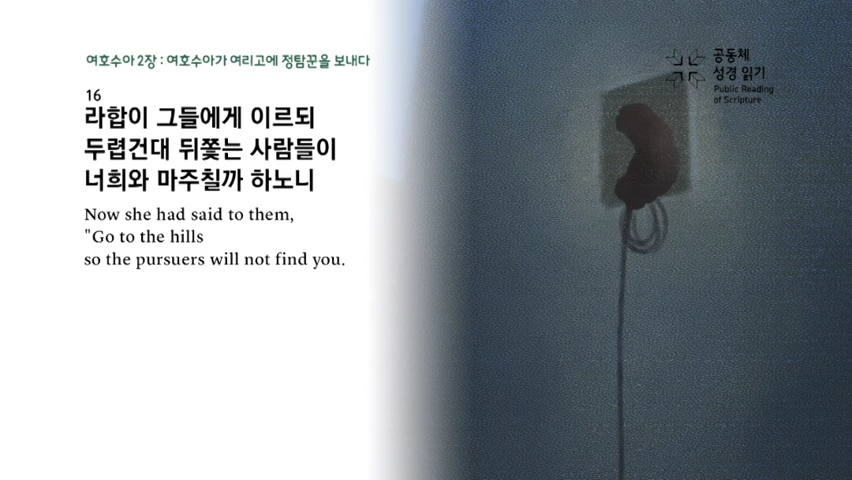 여호수아 2장 : 여호수아가 여리고에 정탐꾼을 보내다
16
라합이 그들에게 이르되
두렵건대 뒤쫓는 사람들이
너희와 마주칠까 하노니
Now she had said to them,
"Go to the hills
so the pursuers will not find you.
공동체
성경 읽기
Public Reading
of Scripture